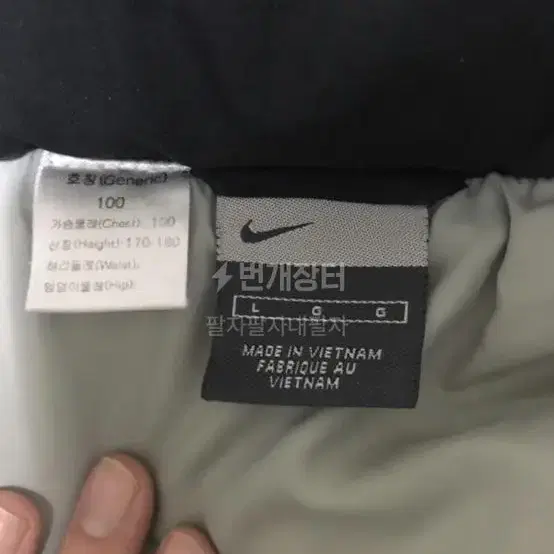 호칭(Generic)
100
가슴둘레(Chest): 100
신장(Height):170-180
허리둘레(Waist):
엉덩이둘레(Hip):
번개장터
팔자팔자내팔자
L G G
MADE IN VIETNAM
FABRIQUE AU
VIETNAM